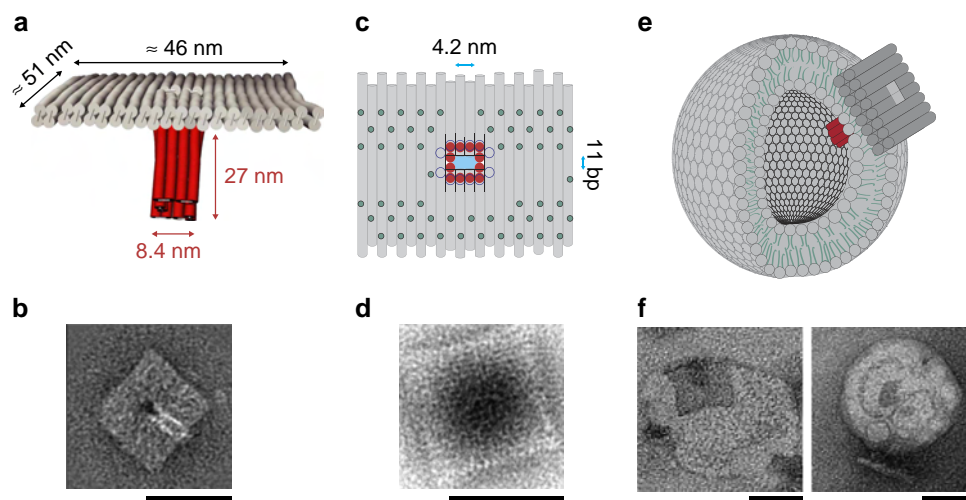 a
≈ 46 nm
≈ 51 nm
27 nm
8.4 nm
c
4.2 nm
11 bp
e
b
d
f